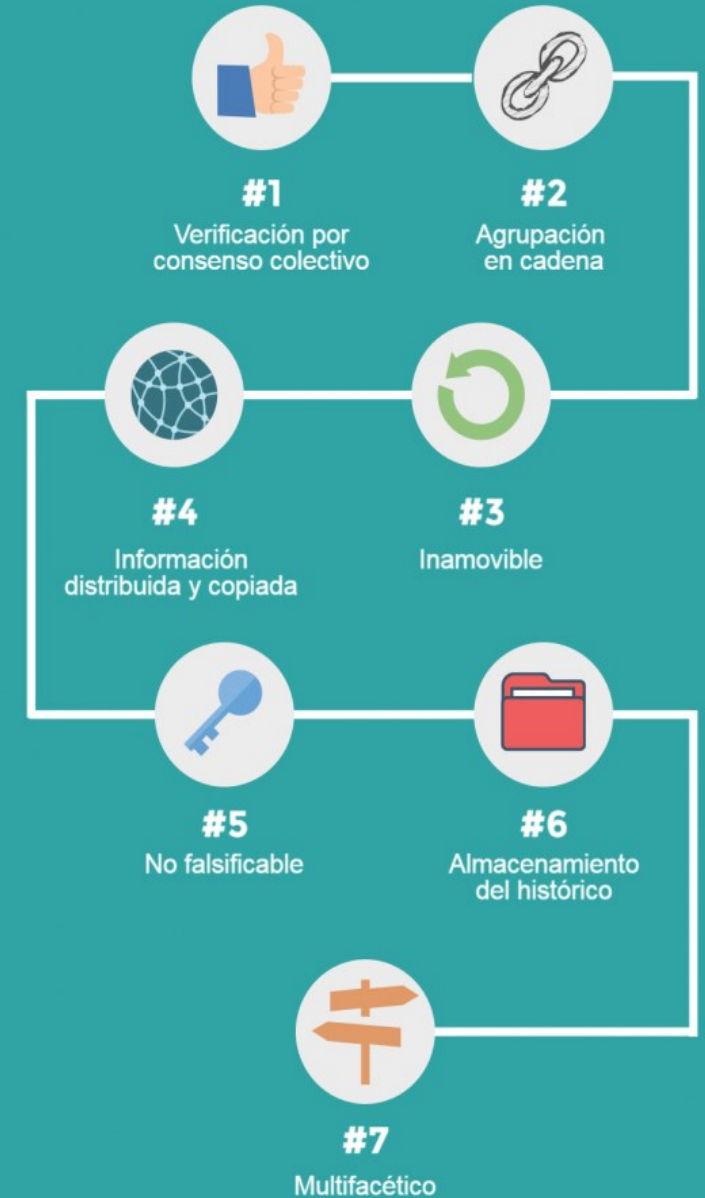 #1
Verificación por
consenso colectivo
#2
Agrupación
en cadena
#3
Inamovible
#4
Información
distribuida y copiada
#5
No falsificable
#6
Almacenamiento
del histórico
#7
Multifacético